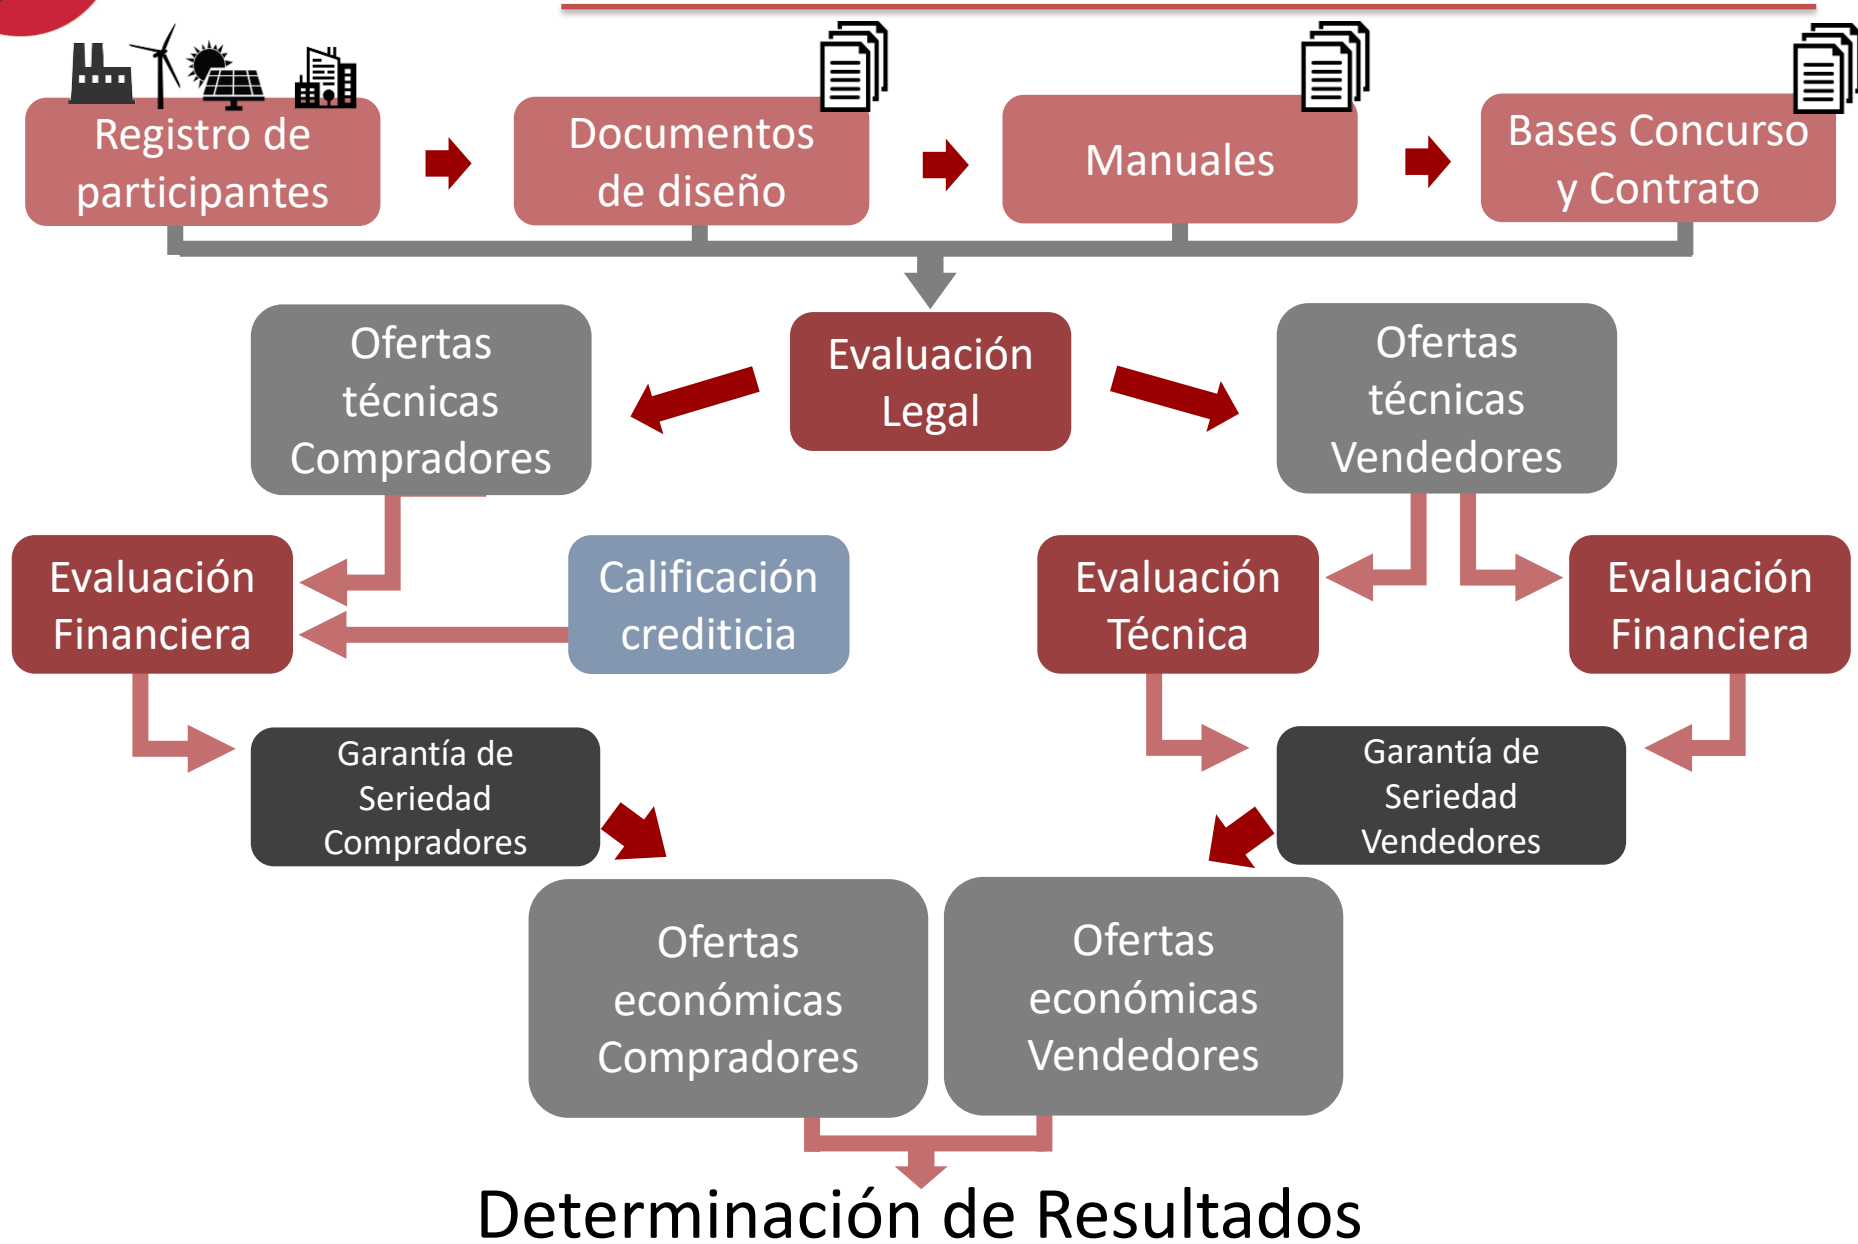 Registro de
participantes
Documentos
de diseño
Manuales
Bases Concurso
y Contrato
Ofertas
técnicas
Compradores
Evaluación
Legal
Ofertas
técnicas
Vendedores
Evaluación
Financiera
Calificación
crediticia
Evaluación
Técnica
Evaluación
Financiera
Garantía de
Seriedad
Compradores
Garantía de
Seriedad
Vendedores
Ofertas
económicas
Compradores
Ofertas
económicas
Vendedores
Determinación de Resultados